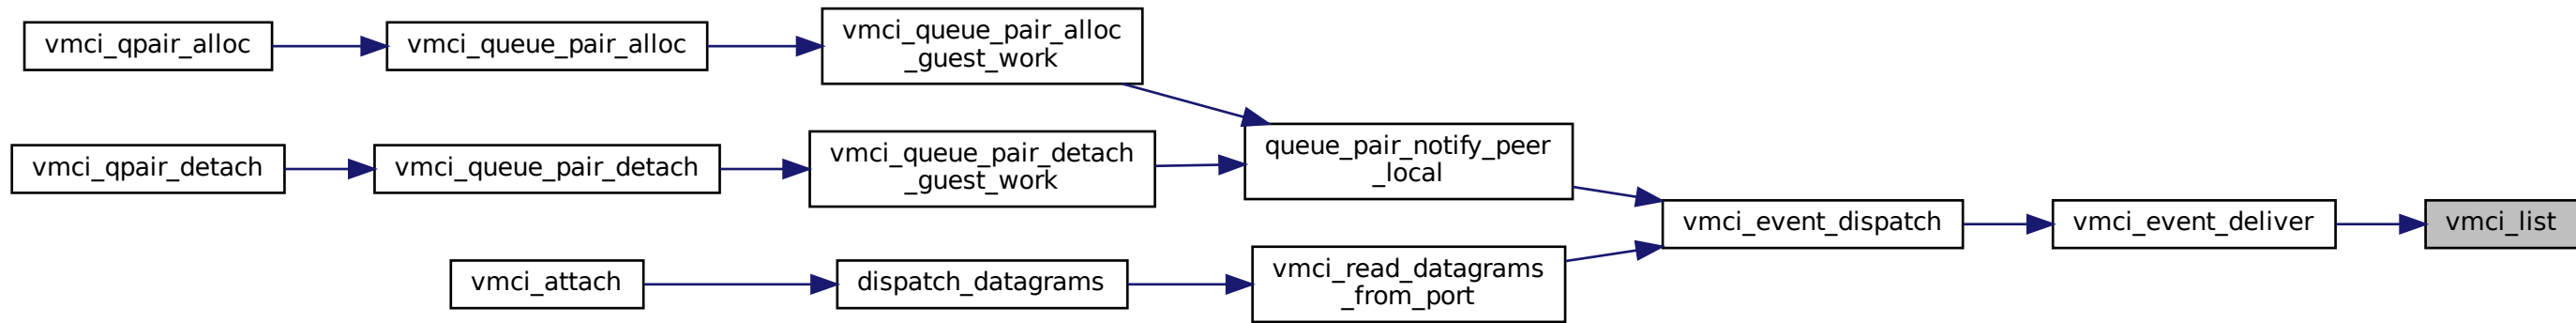 vmci_qpair_alloc
vmci_queue_pair_alloc
vmci_queue_pair_alloc
_guest_work
vmci_qpair_detach
vmci_queue_pair_detach
vmci_queue_pair_detach
_guest_work
queue_pair_notify_peer
_local
vmci_event_dispatch
vmci_event_deliver
vmci_list
vmci_attach
dispatch_datagrams
vmci_read_datagrams
_from_port